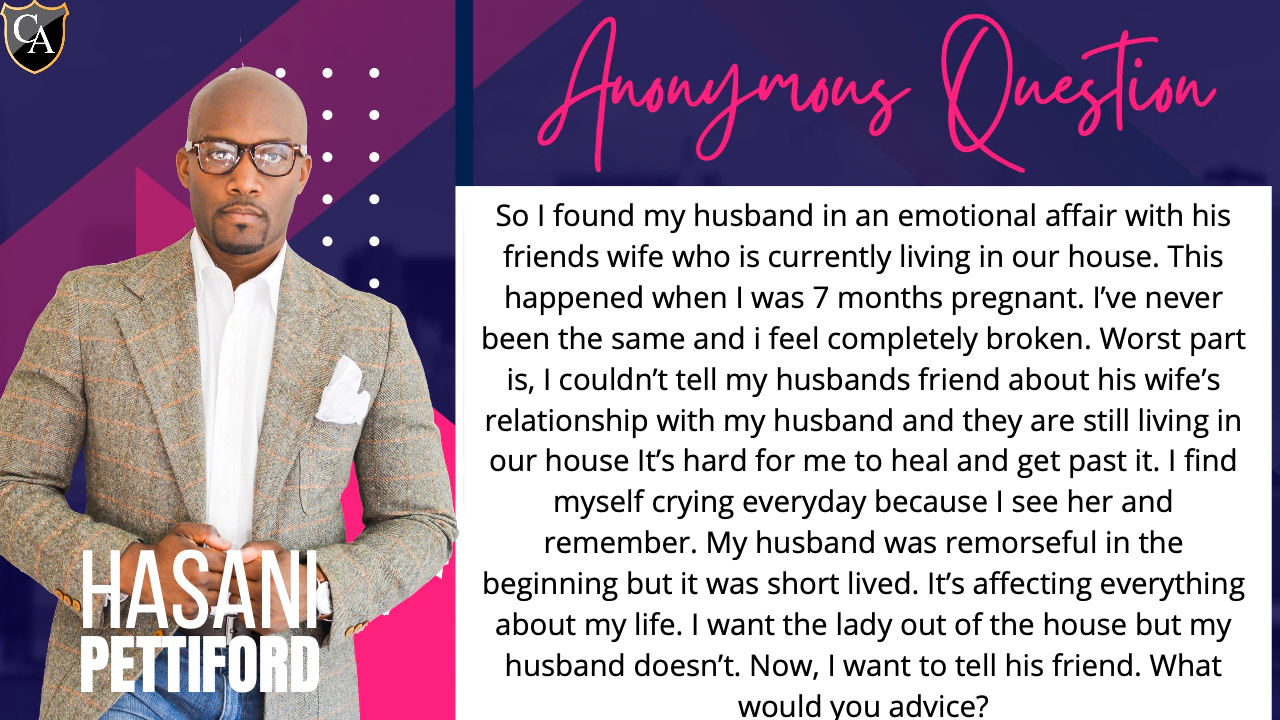 CA
Anonymous Question
So I found my husband in an emotional affair with his
friends wife who is currently living in our house. This
happened when I was 7 months pregnant. I’ve never
been the same and i feel completely broken. Worst part
is, I couldn’t tell my husbands friend about his wife’s
relationship with my husband and they are still living in
our house It’s hard for me to heal and get past it. I find
myself crying everyday because I see her and
remember. My husband was remorseful in the
beginning but it was short lived. It’s affecting everything
about my life. I want the lady out of the house but my
husband doesn’t. Now, I want to tell his friend. What
would you advice?
HASANI
PETTIFORD